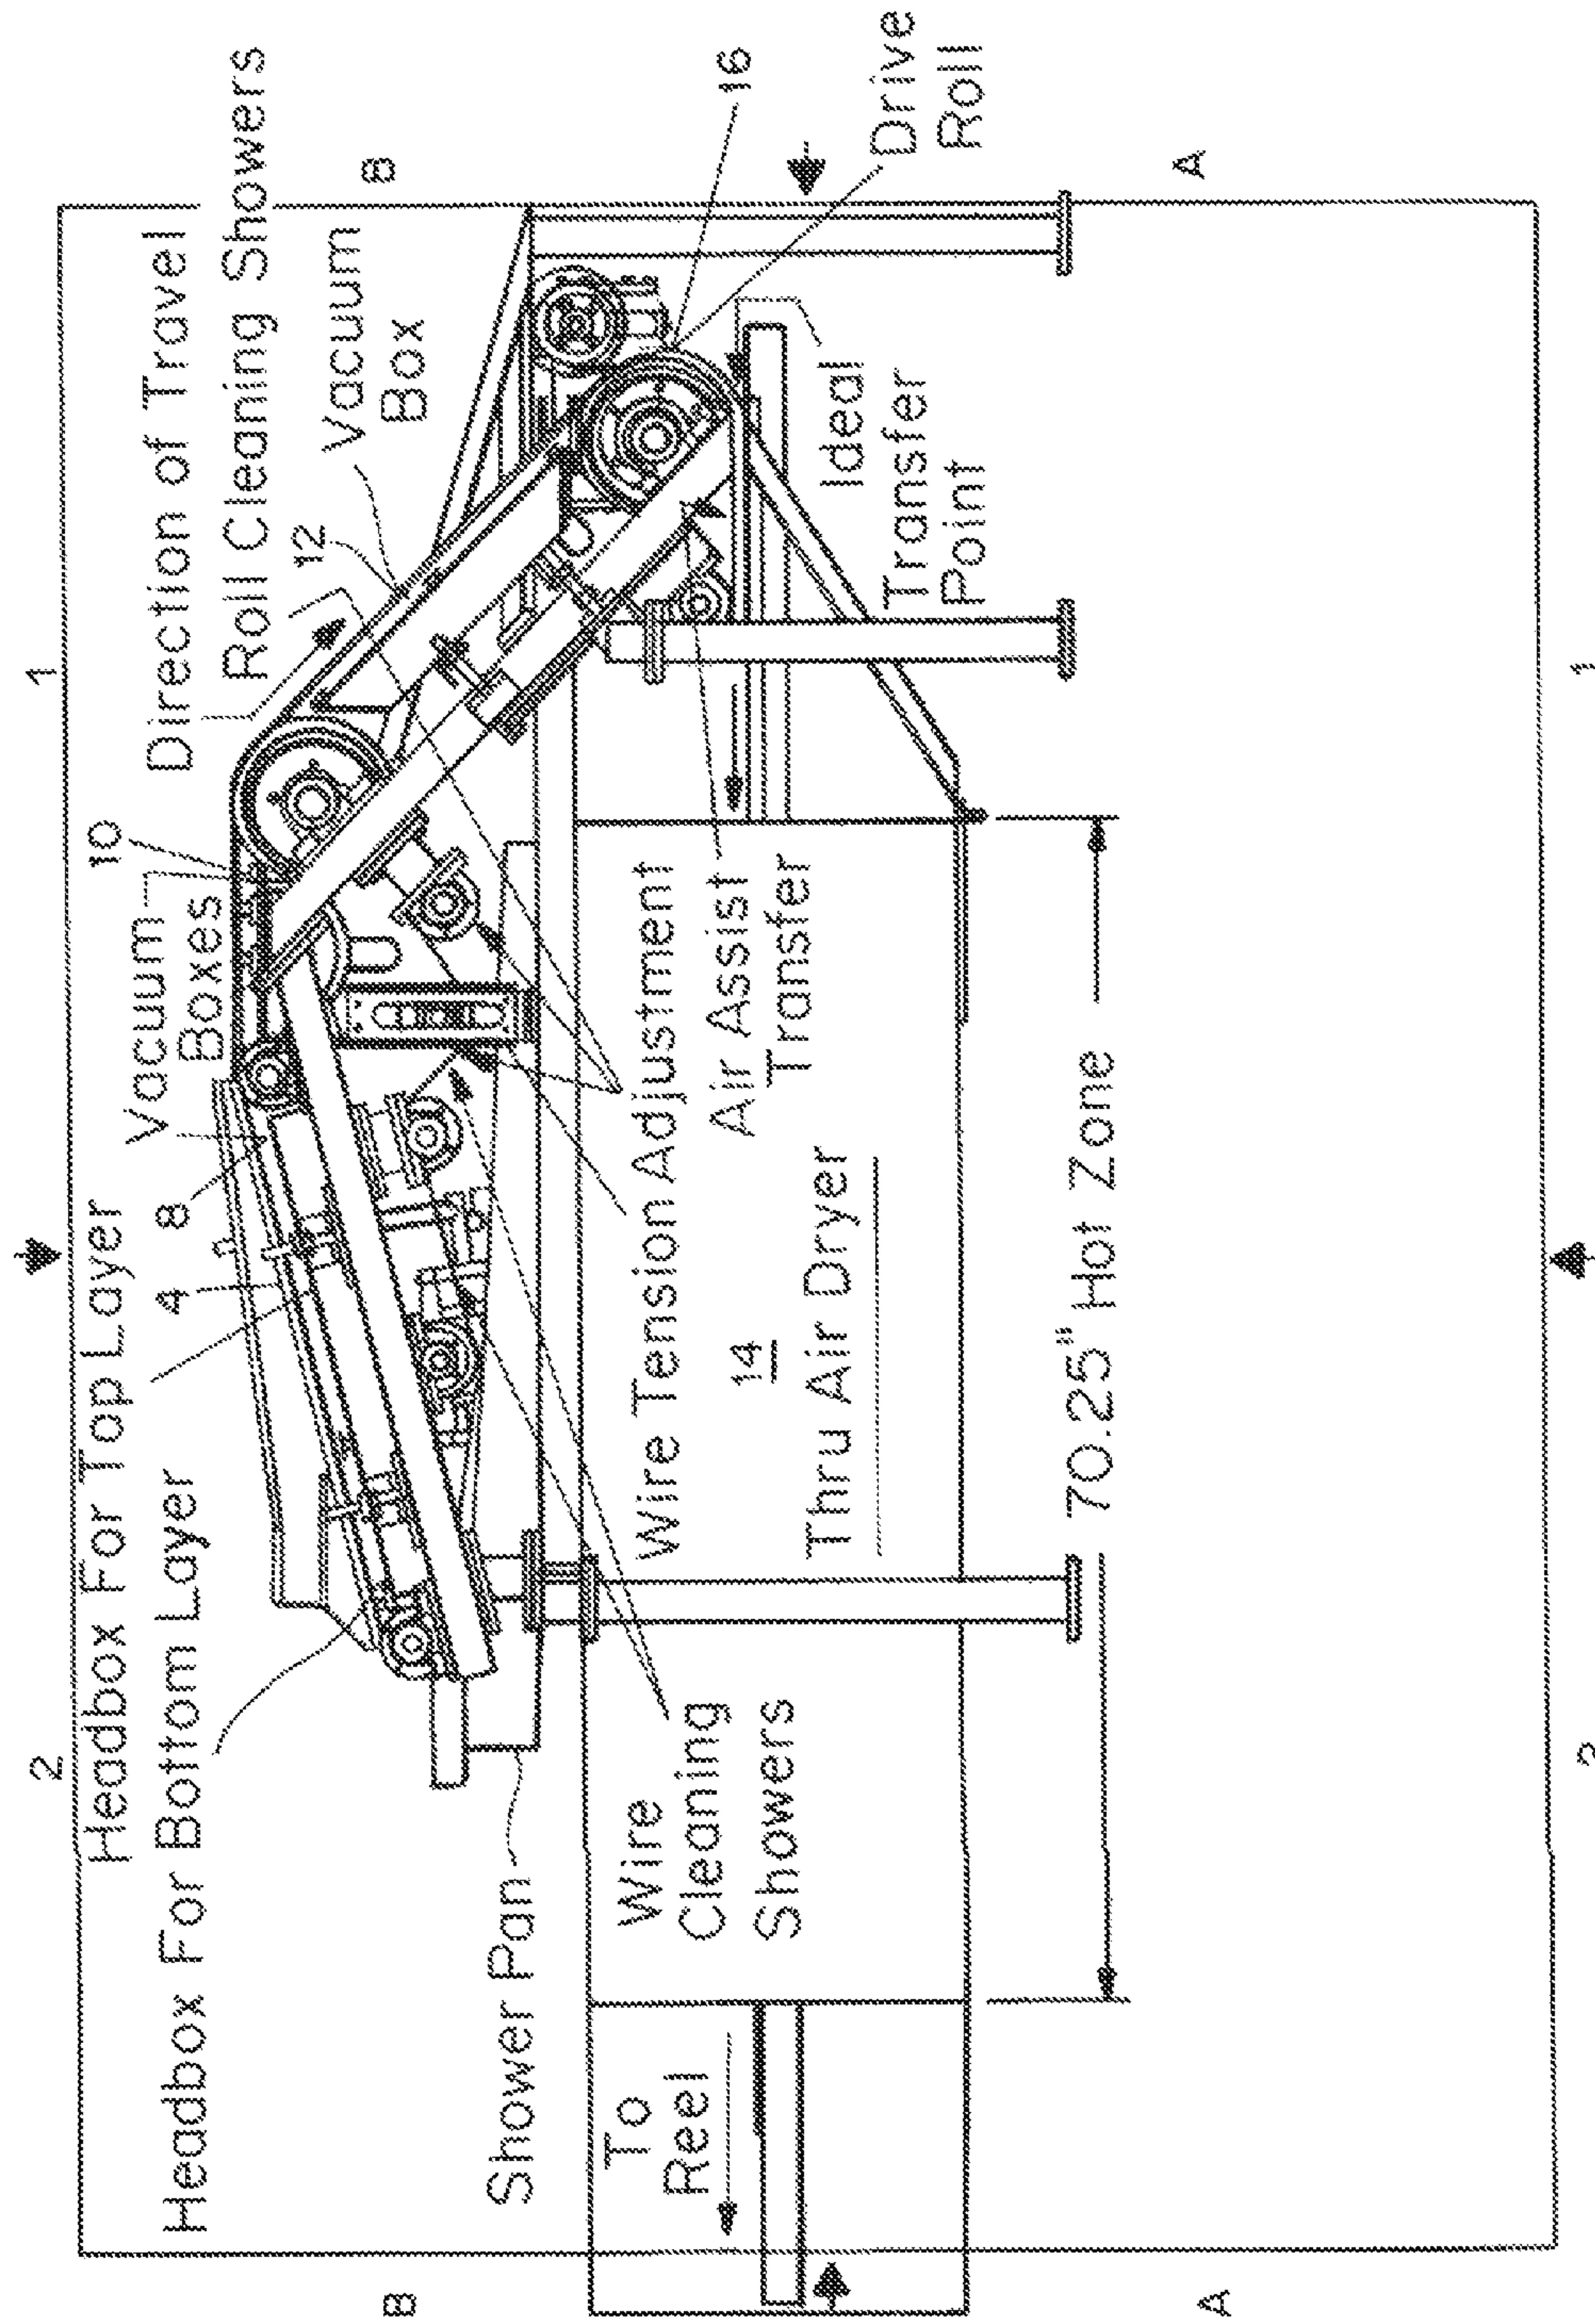 2
1
Headbox For Top Layer
Headbox For Bottom Layer
4
8
Vacuum
Boxes
10
Direction of Travel
Roll Cleaning Showers
12
Vacuum
Box
B
B
Shower Pan
To
Reel
Wire
Cleaning
Showers
Wire Tension Adjustment
14
Thru Air Dryer
Air Assist
Transfer
Ideal
Transfer
Point
16
Drive
Roll
70.25" Hot Zone
A
A
2
1